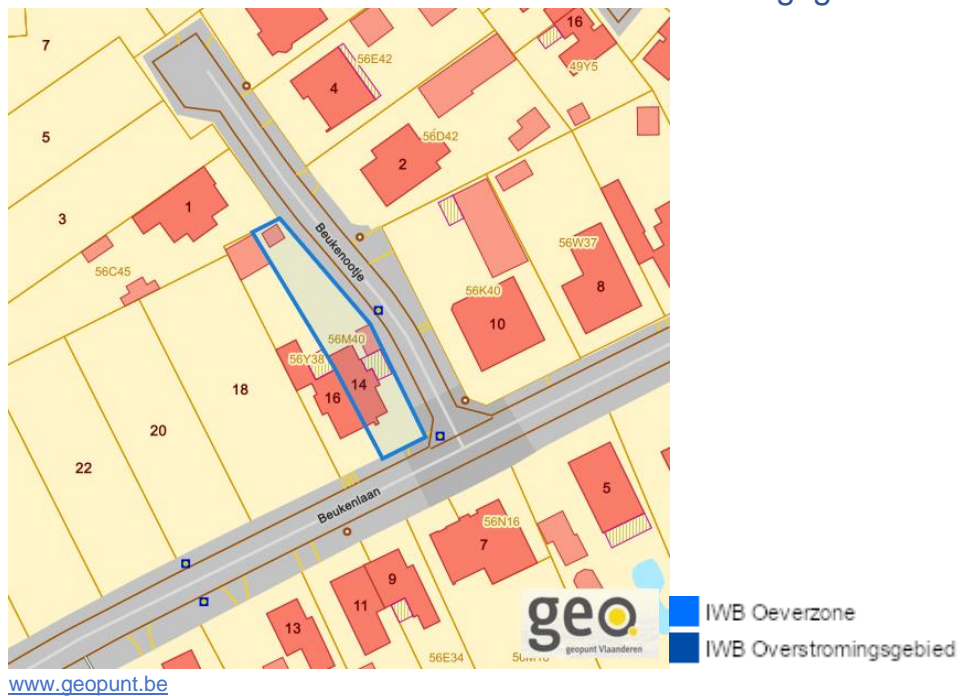 7
16
56E42
49Y5
4
5
56D42
2
1
3
Beukenootje
56W37
56C45
56K40
8
10
56M40
56Y38
14
18
16
20
22
Beukenlaan
5
56N16
7
9
11
13
56E34
geo
geopunt Vlaanderen
IWB Oeverzone
IWB Overstromingsgebied
www.geopunt.be